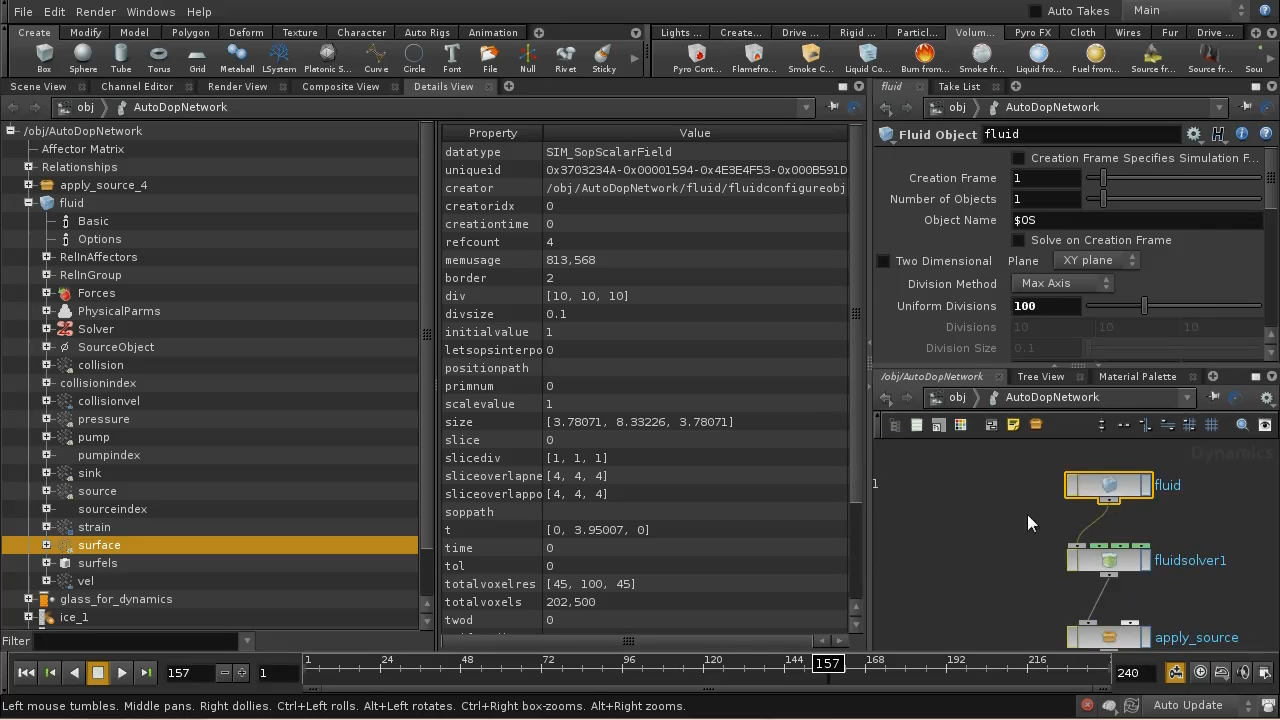 File Edit Render Windows Help Auto Takes Main
Create Modify Model Polygon Deform Texture Character Auto Rigs Animation Lights ... Create... Drive ... Rigid ... Particl... Volum... Pyro FX Cloth Wires Fur Drive ...
Box Sphere Tube Torus Grid Metaball LSystem Platonic S... Curve Circle Font File Null Rivet Sticky Pyro Cont... Flamefro... Smoke C... Liquid Co... Burn from... Smoke fr... Liquid fro... Fuel from... Source fr... Source fr... Sou
Scene View Channel Editor Render View Composite View Details View fluid Take List
obj AutoDopNetwork obj AutoDopNetwork
/obj/AutoDopNetwork
Affector Matrix
Relationships
apply_source_4
fluid
Basic
Options
RelInAffectors
RelInGroup
Forces
PhysicalParms
Solver
SourceObject
collision
collisionindex
collisionvel
pressure
pump
pumpindex
sink
source
sourceindex
strain
surface
surfels
vel
glass_for_dynamics
ice_1
Filter
Property Value
datatype SIM_SopScalarField
uniqueid 0x3703234A-0x00001594-0x4E3E4F53-0x000B591D
creator /obj/AutoDopNetwork/fluid/fluidconfigureobj
creatoridx 0
creationtime 0
refcount 4
memusage 813,568
border 2
div [10, 10, 10]
divsize 0.1
initialvalue 1
letsopsinterpo 0
positionpath
primnum 0
scalevalue 1
size [3.78071, 8.33226, 3.78071]
slice 0
slicediv [1, 1, 1]
sliceoverlapne [4, 4, 4]
sliceoverlappo [4, 4, 4]
soppath
t [0, 3.95007, 0]
time 0
tol 0
totalvoxelres [45, 100, 45]
totalvoxels 202,500
twod 0
Fluid Object fluid
Creation Frame Specifies Simulation F...
Creation Frame 1
Number of Objects 1
Object Name $OS
Solve on Creation Frame
Two Dimensional Plane XY plane
Division Method Max Axis
Uniform Divisions 100
Divisions 10 10 10
Division Size 0.1
/obj/AutoDopNetwork Tree View Material Palette
obj AutoDopNetwork
Dynamics
1
fluid
fluidsolver1
apply_source
157 1 1 24 48 72 96 120 144 157 168 192 216 240
Left mouse tumbles. Middle pans. Right dollies. Ctrl+Left rolls. Alt+Left rotates. Ctrl+Right box-zooms. Alt+Right zooms. Auto Update